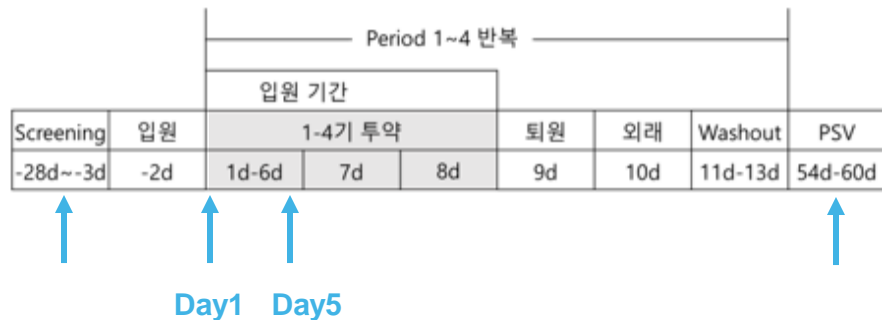 Period 1~4 반복
입원 기간
Screening 입원 1-4기 투약 퇴원 외래 Washout PSV
-28d~-3d -2d 1d-6d 7d 8d 9d 10d 11d-13d 54d-60d
Day1 Day5